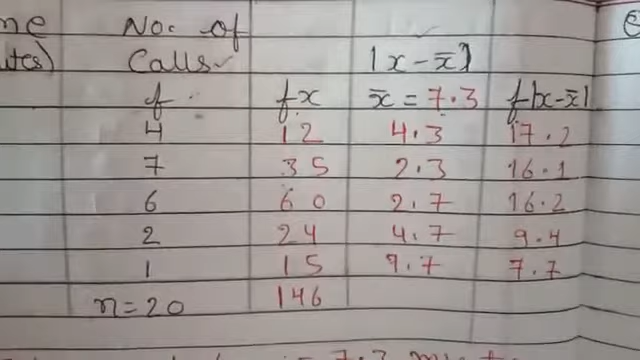 No. of
Calls |x - x̄|
f fx x̄ = 7.3 f|x-x̄|
4 12 4.3 17.2
7 35 2.3 16.1
6 60 2.7 16.2
2 24 4.7 9.4
1 15 7.7 7.7
n=20 146